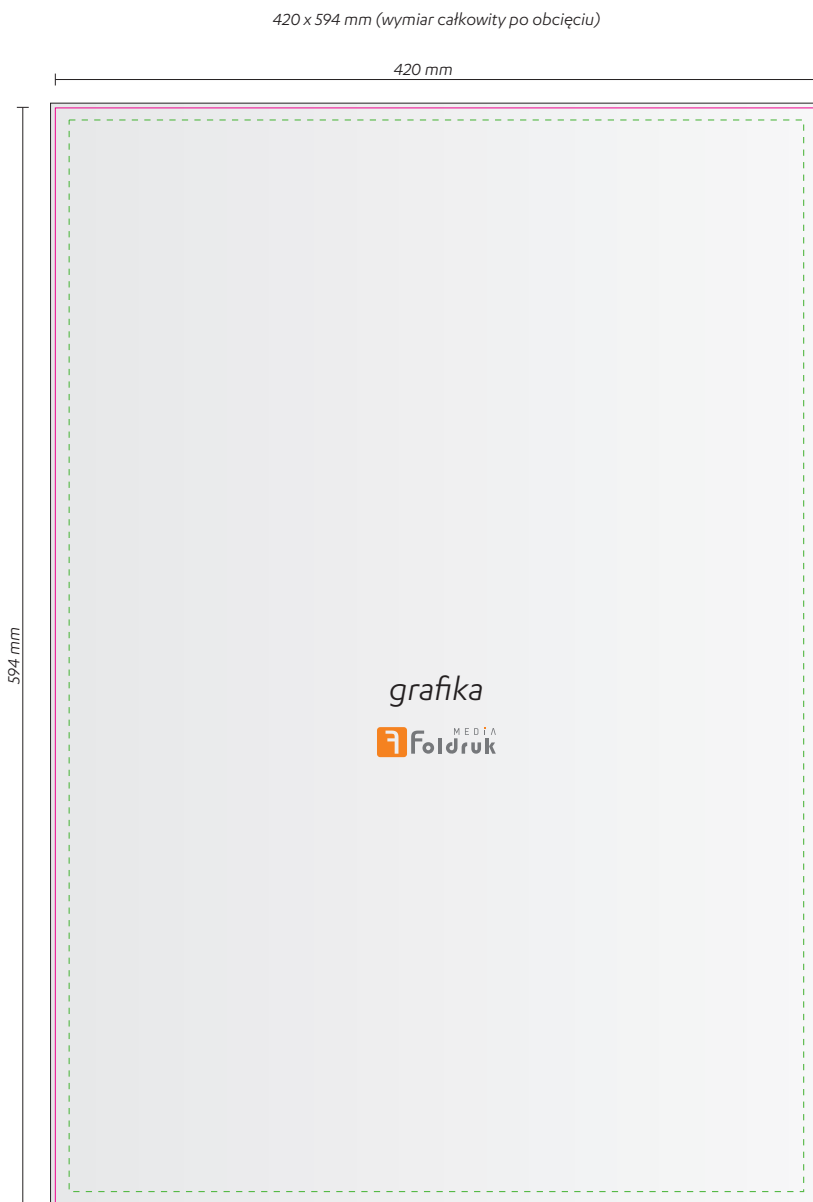 420 x 594 mm (wymiar całkowity po obcięciu)
420 mm
594 mm
grafika
MEDiA
Foldruk